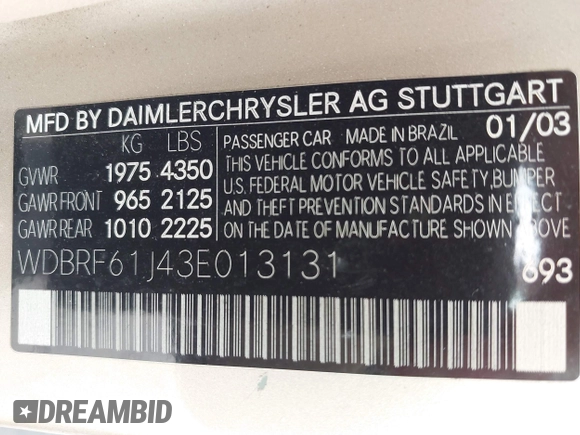 MFD BY DAIMLERCHRYSLER AG STUTTGART
KG LBS
GVWR 1975 4350
GAWR FRONT 965 2125
GAWR REAR 1010 2225
PASSENGER CAR MADE IN BRAZIL 01/03
THIS VEHICLE CONFORMS TO ALL APPLICABLE
U.S. FEDERAL MOTOR VEHICLE SAFETY, BUMPER
AND THEFT PREVENTION STANDARDS IN EFFECT
ON THE DATE OF MANUFACTURE SHOWN ABOVE
WDBRF61J43E013131 693
DREAMBID